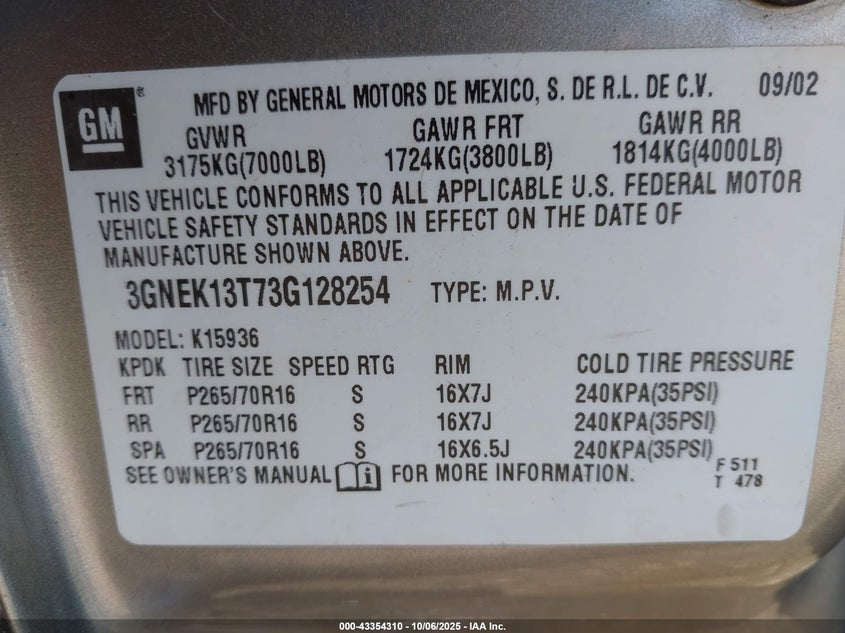 GM®
MFD BY GENERAL MOTORS DE MEXICO, S. DE R.L. DE C.V. 09/02
GVWR GAWR FRT GAWR RR
3175KG(7000LB) 1724KG(3800LB) 1814KG(4000LB)
THIS VEHICLE CONFORMS TO ALL APPLICABLE U.S. FEDERAL MOTOR
VEHICLE SAFETY STANDARDS IN EFFECT ON THE DATE OF
MANUFACTURE SHOWN ABOVE.
3GNEK13T73G128254 TYPE: M.P.V.
MODEL: K15936
KPDK TIRE SIZE SPEED RTG RIM COLD TIRE PRESSURE
FRT P265/70R16 S 16X7J 240KPA(35PSI)
RR P265/70R16 S 16X7J 240KPA(35PSI)
SPA P265/70R16 S 16X6.5J 240KPA(35PSI)
SEE OWNER'S MANUAL i FOR MORE INFORMATION.
F 511
T 478
000-43354310 | 10/06/2025 - IAA Inc.